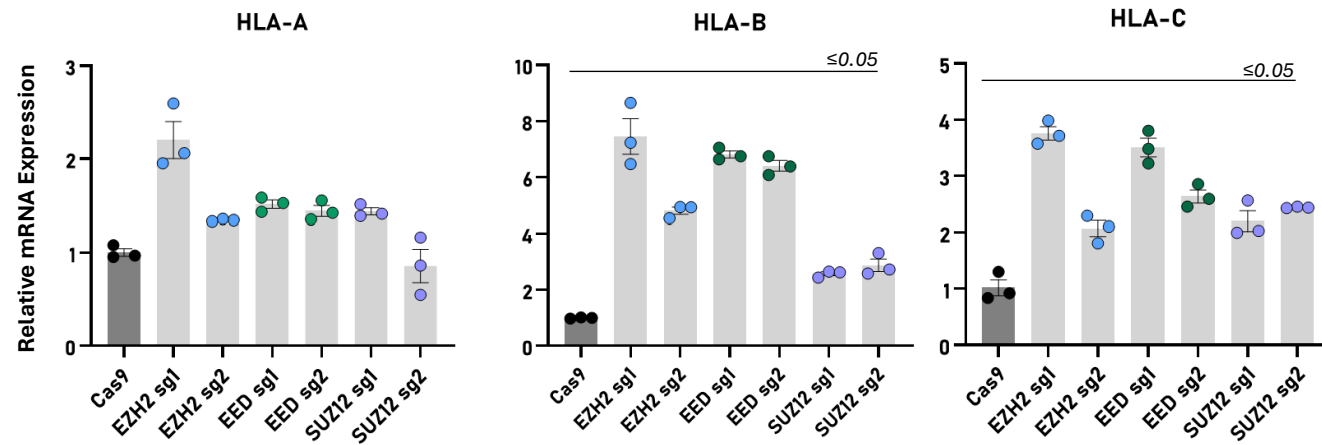 HLA-A
Relative mRNA Expression
3
2
1
0
Cas9
EZH2 sg1
EZH2 sg2
EED sg1
EED sg2
SUZ12 sg1
SUZ12 sg2
HLA-B
≤0.05
10
8
6
4
2
0
Cas9
EZH2 sg1
EZH2 sg2
EED sg1
EED sg2
SUZ12 sg1
SUZ12 sg2
HLA-C
≤0.05
5
4
3
2
1
0
Cas9
EZH2 sg1
EZH2 sg2
EED sg1
EED sg2
SUZ12 sg1
SUZ12 sg2